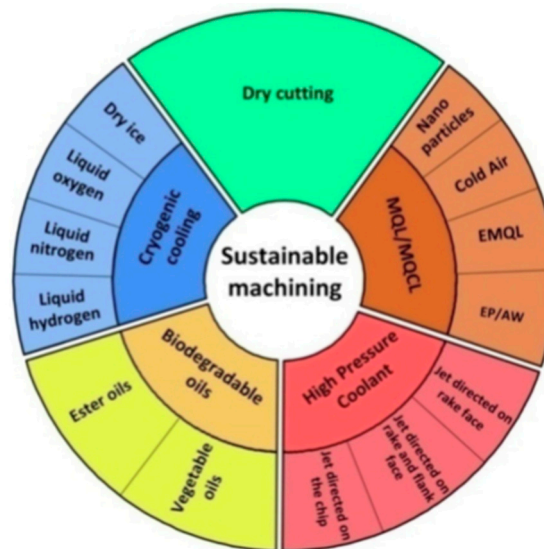 Dry cutting
Nano
particles
Cold Air
EMQL
EP/AW
MQL/MQCL
Jet directed on
rake face
Jet directed on
rake and flank
face
Jet directed on
the chip
High Pressure
Coolant
Vegetable
oils
Ester oils
Biodegradable
oils
Liquid
hydrogen
Liquid
nitrogen
Liquid
oxygen
Dry ice
Cryogenic
cooling
Sustainable
machining